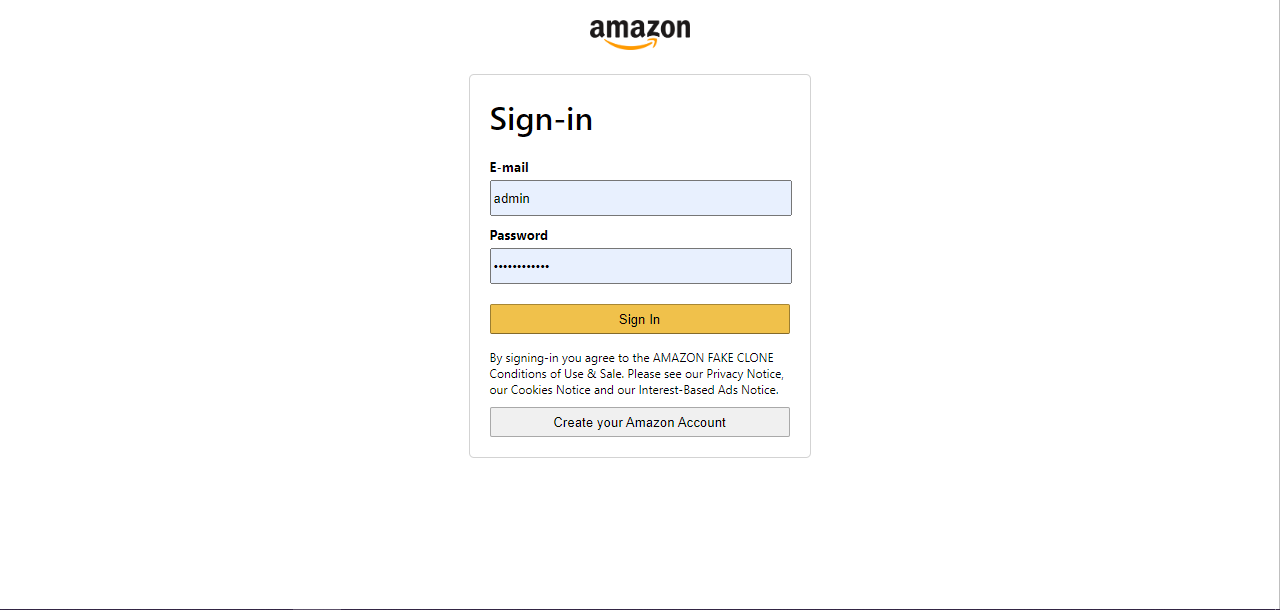 amazon
Sign-in
E-mail
admin
Password
••••••••••••
Sign In
By signing-in you agree to the AMAZON FAKE CLONE
Conditions of Use & Sale. Please see our Privacy Notice,
our Cookies Notice and our Interest-Based Ads Notice.
Create your Amazon Account